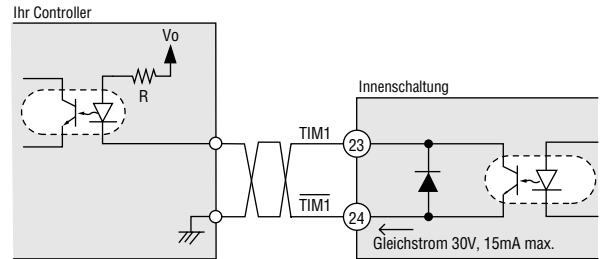 Ihr Controller
Vo
R
Innenschaltung
TIM1
23
TIM1
24
Gleichstrom 30V, 15mA max.